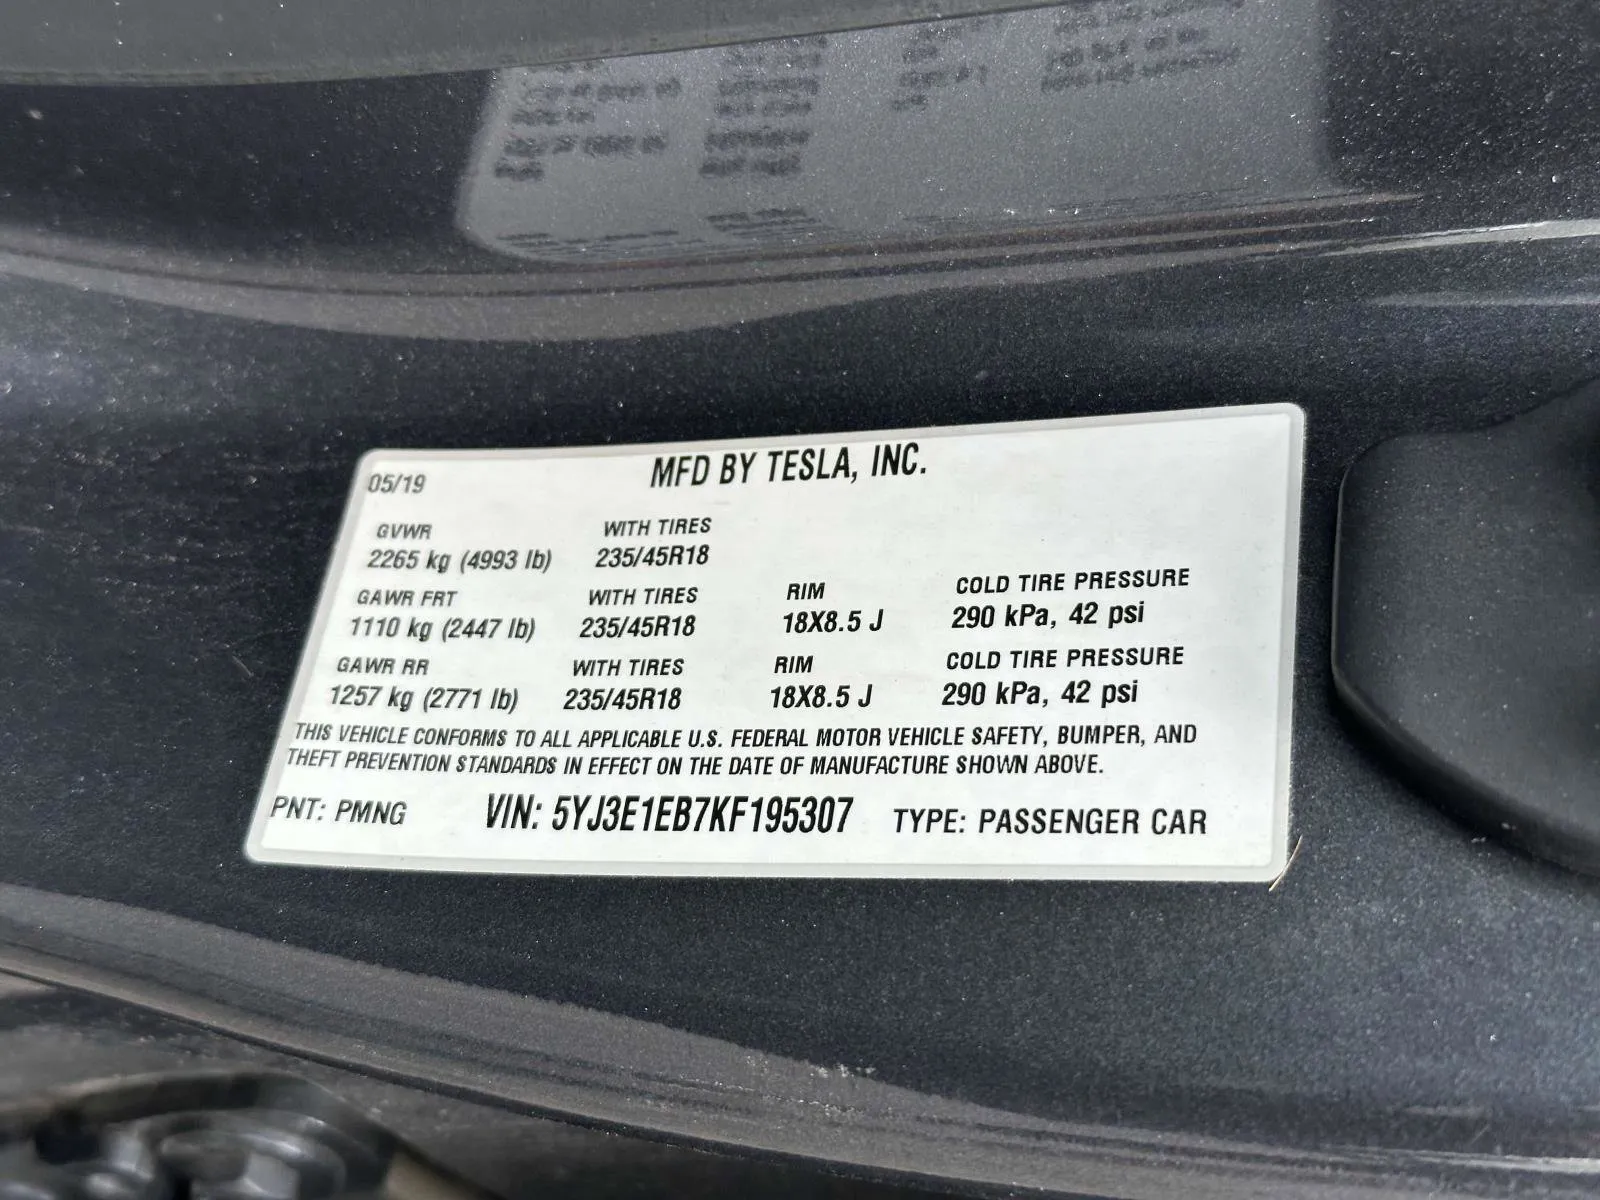 05/19 MFD BY TESLA, INC.
GVWR WITH TIRES
2265 kg (4993 lb) 235/45R18
GAWR FRT WITH TIRES RIM COLD TIRE PRESSURE
1110 kg (2447 lb) 235/45R18 18X8.5 J 290 kPa, 42 psi
GAWR RR WITH TIRES RIM COLD TIRE PRESSURE
1257 kg (2771 lb) 235/45R18 18X8.5 J 290 kPa, 42 psi
THIS VEHICLE CONFORMS TO ALL APPLICABLE U.S. FEDERAL MOTOR VEHICLE SAFETY, BUMPER, AND
THEFT PREVENTION STANDARDS IN EFFECT ON THE DATE OF MANUFACTURE SHOWN ABOVE.
PNT: PMNG VIN: 5YJ3E1EB7KF195307 TYPE: PASSENGER CAR